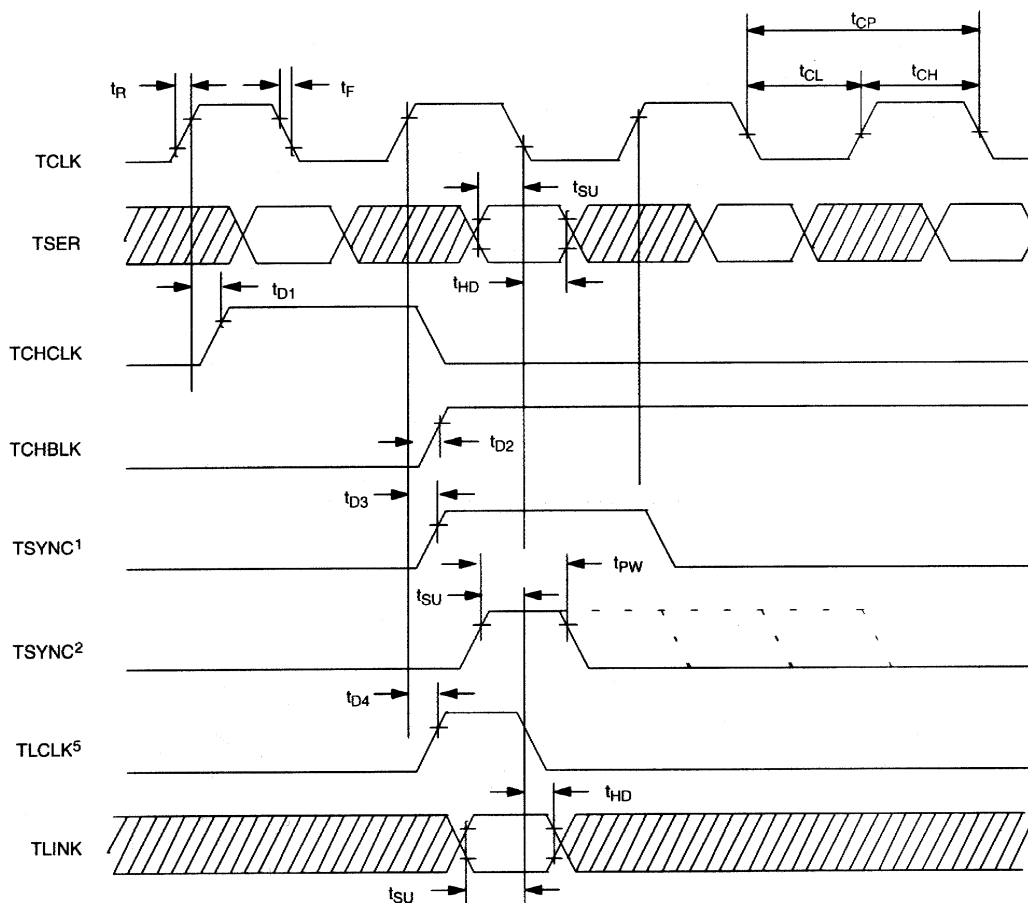 tCP
tR
tF
tCL
tCH
TCLK
tSU
TSER
tHD
tD1
TCHCLK
TCHBLK
tD2
tD3
TSYNC¹
tPW
tSU
TSYNC²
tD4
TLCLK⁵
tHD
TLINK
tSU